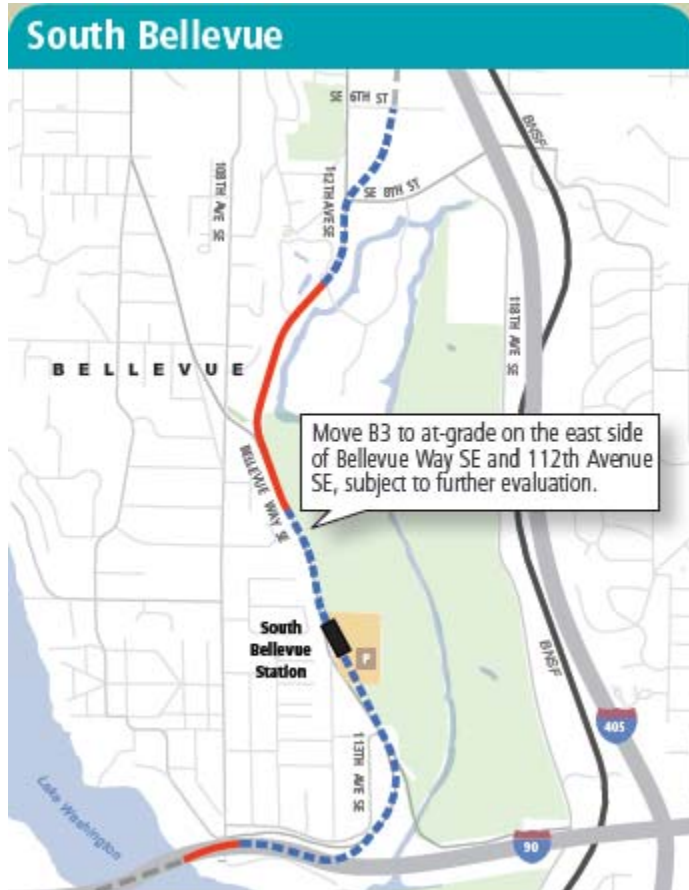 South Bellevue
SE 6TH ST
BNSF
112TH AVE SE
108TH AVE SE
SE 8TH ST
118TH AVE SE
BELLEVUE
Move B3 to at-grade on the east side
of Bellevue Way SE and 112th Avenue
SE, subject to further evaluation.
BELLEVUE WAY SE
South
Bellevue
Station
P
BNSF
113TH AVE SE
405
Lake Washington
90